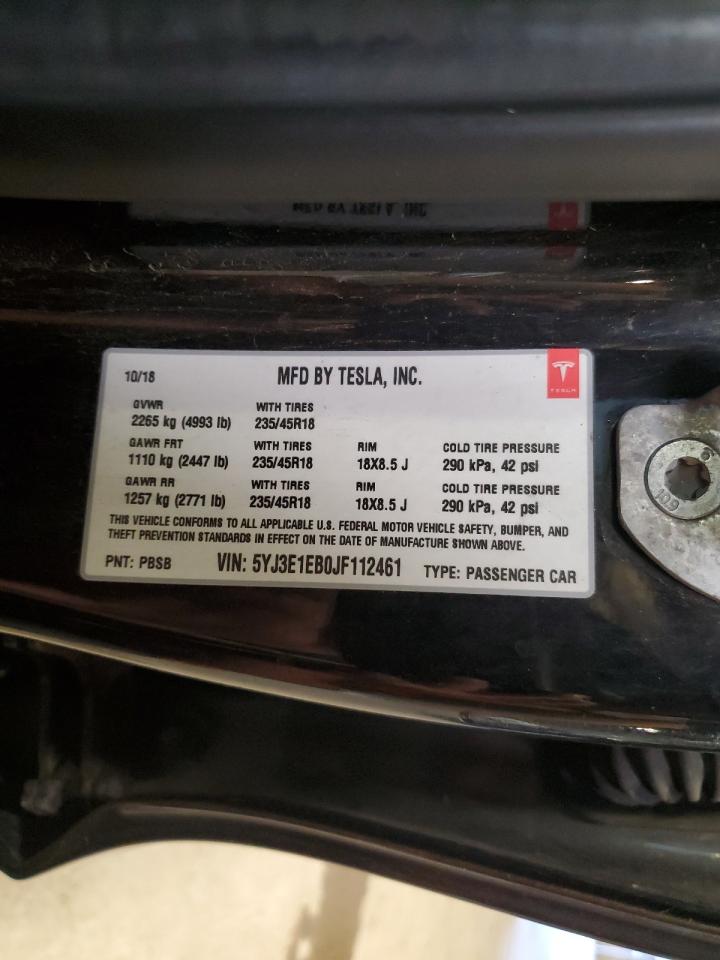 10/18 MFD BY TESLA, INC.
TESLA
GVWR WITH TIRES
2265 kg (4993 lb) 235/45R18
GAWR FRT WITH TIRES RIM COLD TIRE PRESSURE
1110 kg (2447 lb) 235/45R18 18X8.5 J 290 kPa, 42 psi
GAWR RR WITH TIRES RIM COLD TIRE PRESSURE
1257 kg (2771 lb) 235/45R18 18X8.5 J 290 kPa, 42 psi
THIS VEHICLE CONFORMS TO ALL APPLICABLE U.S. FEDERAL MOTOR VEHICLE SAFETY, BUMPER, AND
THEFT PREVENTION STANDARDS IN EFFECT ON THE DATE OF MANUFACTURE SHOWN ABOVE.
PNT: PBSB VIN: 5YJ3E1EB0JF112461 TYPE: PASSENGER CAR